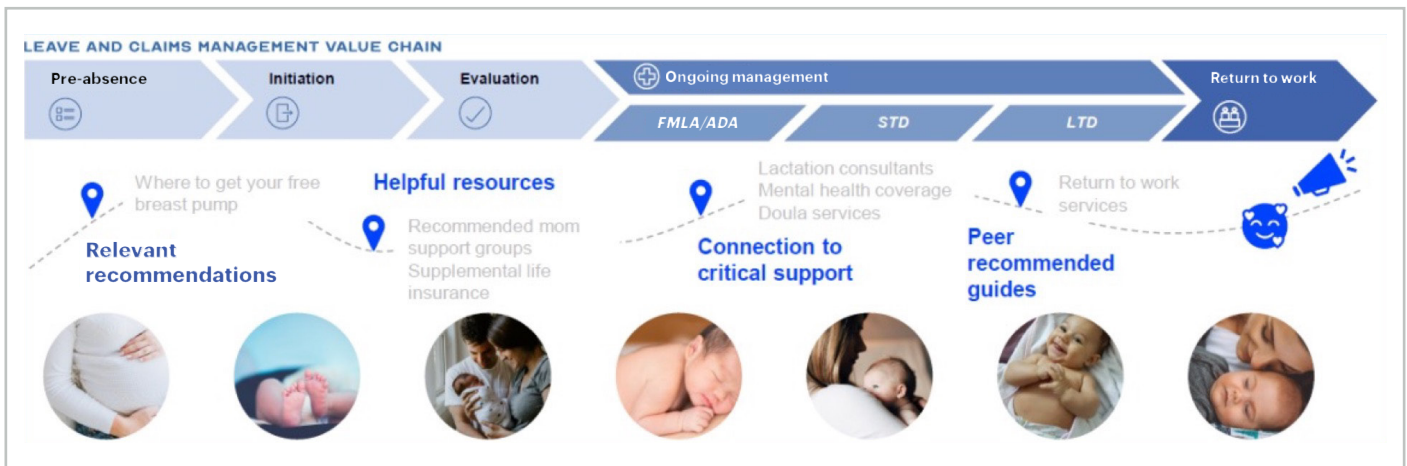 LEAVE AND CLAIMS MANAGEMENT VALUE CHAIN
Pre-absence
Initiation
Evaluation
Ongoing management
FMLA/ADA
STD
LTD
Return to work
Where to get your free
breast pump
Relevant
recommendations
Helpful resources
Recommended mom
support groups
Supplemental life
insurance
Lactation consultants
Mental health coverage
Doula services
Connection to
critical support
Return to work
services
Peer
recommended
guides